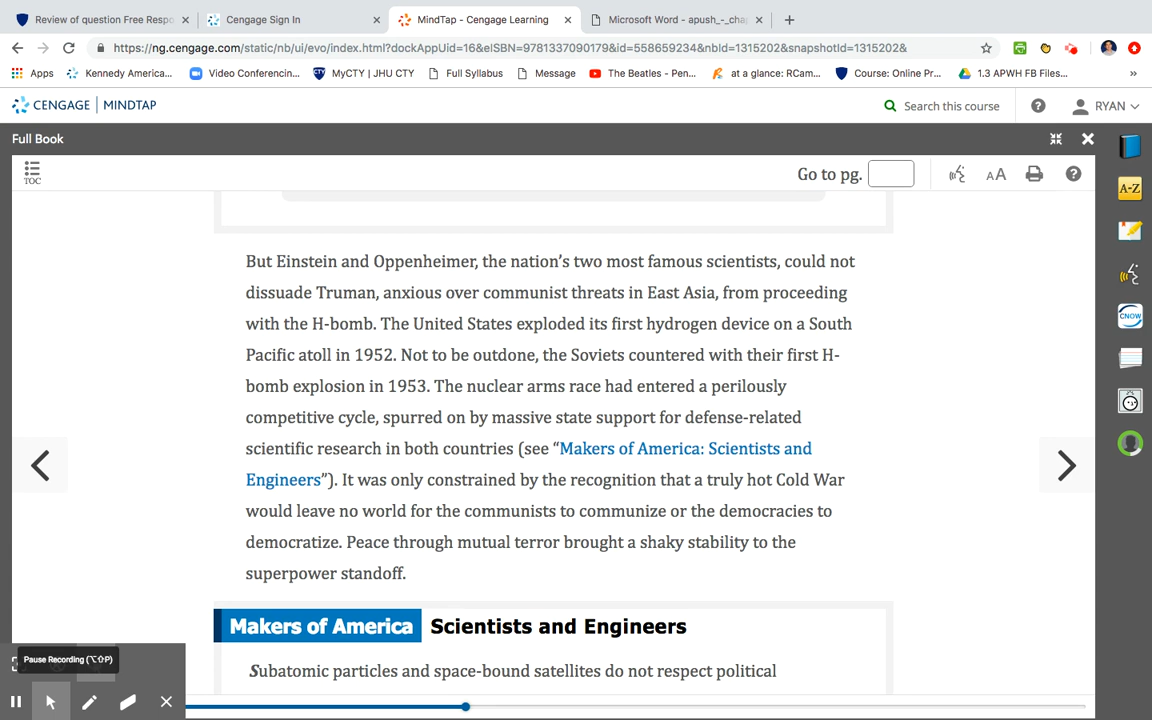 Review of question Free Respo
Cengage Sign In
MindTap - Cengage Learning
Microsoft Word - apush_-_cha
https://ng.cengage.com/static/nb/ui/evo/index.html?dockAppUid=16&eISBN=9781337090179&id=558659234&nbId=1315202&snapshotId=1315202&
Apps
Kennedy America...
Video Conferencin...
CTY
MyCTY | JHU CTY
Full Syllabus
Message
The Beatles - Pen...
at a glance: RCam...
Course: Online Pr...
1.3 APWH FB Files...
»
CENGAGE | MINDTAP
Search this course
RYAN
Full Book
TOC
Go to pg.
AA
A-Z
CNOW
But Einstein and Oppenheimer, the nation's two most famous scientists, could not
dissuade Truman, anxious over communist threats in East Asia, from proceeding
with the H-bomb. The United States exploded its first hydrogen device on a South
Pacific atoll in 1952. Not to be outdone, the Soviets countered with their first H-
bomb explosion in 1953. The nuclear arms race had entered a perilously
competitive cycle, spurred on by massive state support for defense-related
scientific research in both countries (see “Makers of America: Scientists and
Engineers”). It was only constrained by the recognition that a truly hot Cold War
would leave no world for the communists to communize or the democracies to
democratize. Peace through mutual terror brought a shaky stability to the
superpower standoff.
Makers of America Scientists and Engineers
Subatomic particles and space-bound satellites do not respect political
Pause Recording (⌥⇧P)